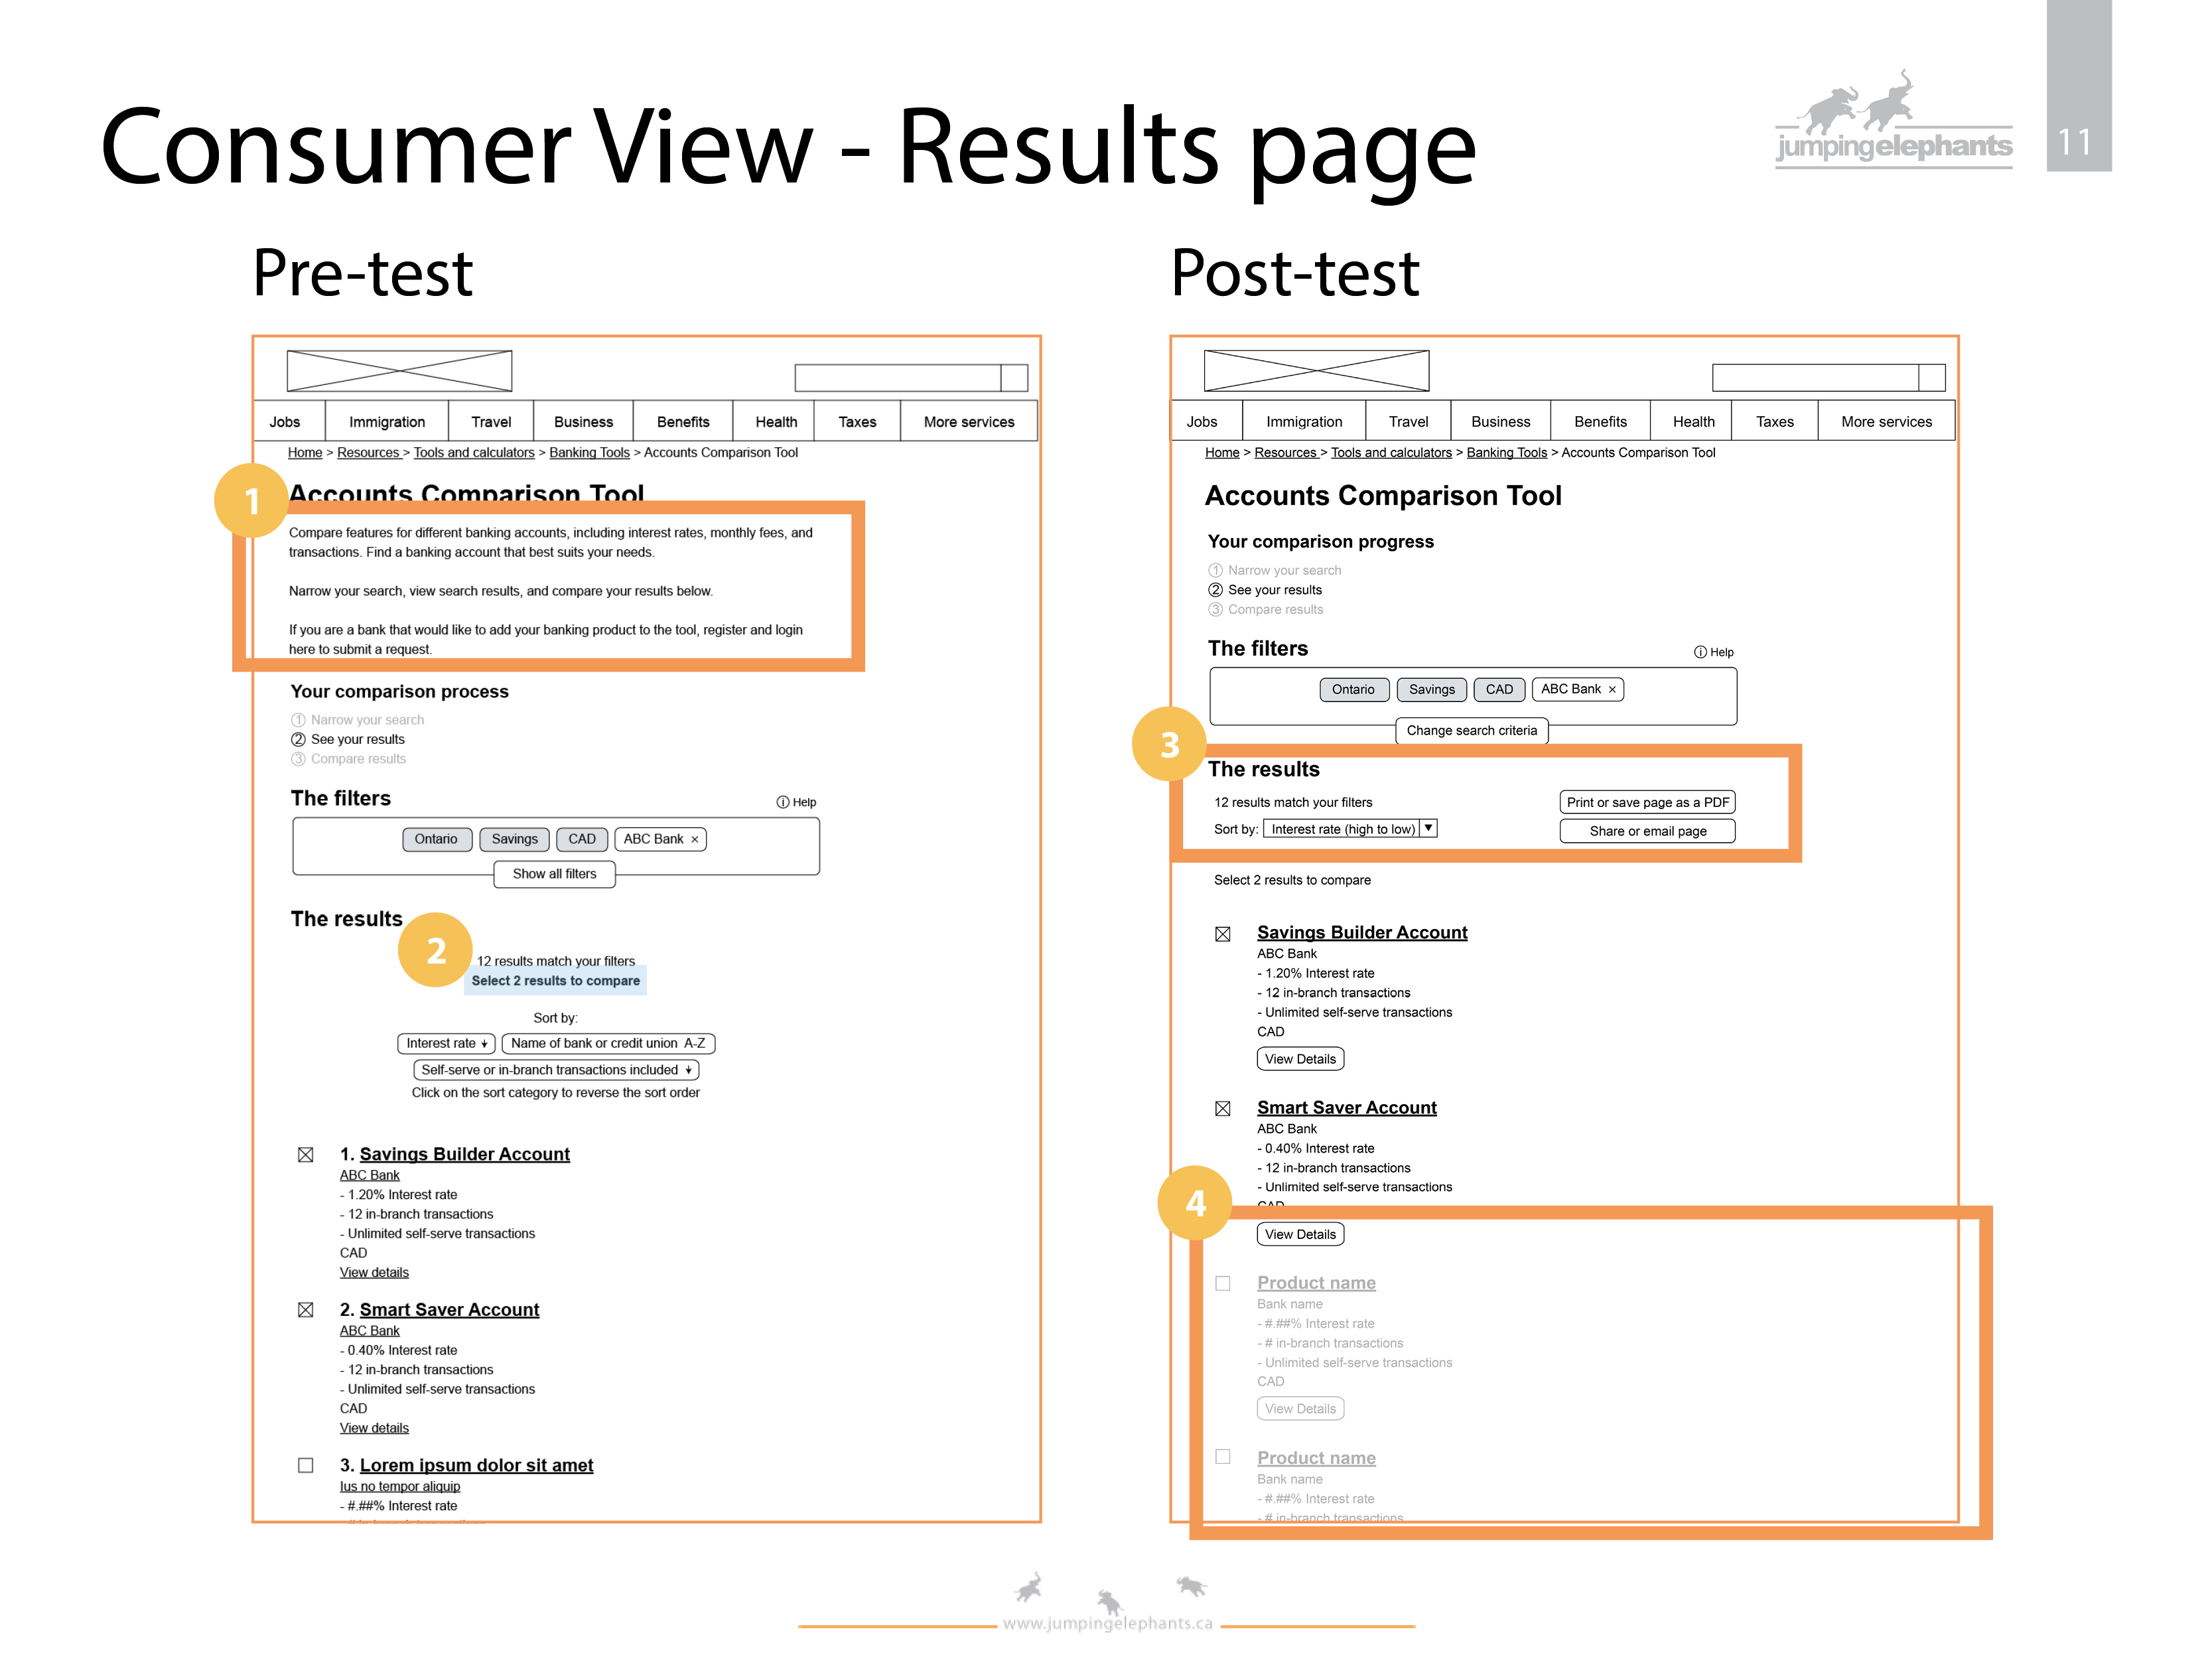 Consumer View - Results page
jumpingelephants
11
Pre-test
Jobs Immigration Travel Business Benefits Health Taxes More services
Home > Resources > Tools and calculators > Banking Tools > Accounts Comparison Tool
1
Accounts Comparison Tool
Compare features for different banking accounts, including interest rates, monthly fees, and
transactions. Find a banking account that best suits your needs.
Narrow your search, view search results, and compare your results below.
If you are a bank that would like to add your banking product to the tool, register and login
here to submit a request.
Your comparison process
1 Narrow your search
2 See your results
3 Compare results
The filters
i Help
Ontario Savings CAD ABC Bank ×
Show all filters
The results
2
12 results match your filters
Select 2 results to compare
Sort by:
Interest rate ↓ Name of bank or credit union A-Z
Self-serve or in-branch transactions included ↓
Click on the sort category to reverse the sort order
1. Savings Builder Account
ABC Bank
- 1.20% Interest rate
- 12 in-branch transactions
- Unlimited self-serve transactions
CAD
View details
2. Smart Saver Account
ABC Bank
- 0.40% Interest rate
- 12 in-branch transactions
- Unlimited self-serve transactions
CAD
View details
3. Lorem ipsum dolor sit amet
Ius no tempor aliquip
- #.##% Interest rate
Post-test
Jobs Immigration Travel Business Benefits Health Taxes More services
Home > Resources > Tools and calculators > Banking Tools > Accounts Comparison Tool
Accounts Comparison Tool
Your comparison progress
1 Narrow your search
2 See your results
3 Compare results
The filters
i Help
Ontario Savings CAD ABC Bank ×
Change search criteria
3
The results
12 results match your filters
Print or save page as a PDF
Sort by: Interest rate (high to low) ▼
Share or email page
Select 2 results to compare
Savings Builder Account
ABC Bank
- 1.20% Interest rate
- 12 in-branch transactions
- Unlimited self-serve transactions
CAD
View Details
Smart Saver Account
ABC Bank
- 0.40% Interest rate
- 12 in-branch transactions
- Unlimited self-serve transactions
CAD
4
View Details
Product name
Bank name
- #.##% Interest rate
- # in-branch transactions
- Unlimited self-serve transactions
CAD
View Details
Product name
Bank name
- #.##% Interest rate
- # in-branch transactions
www.jumpingelephants.ca